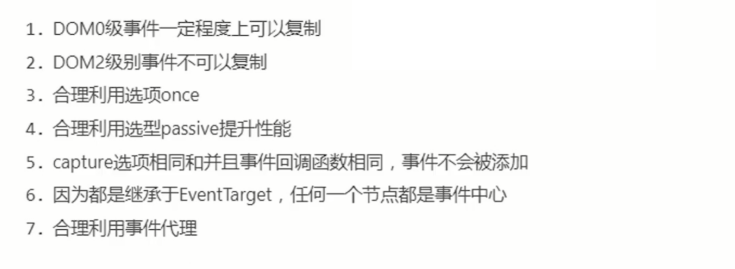 1. DOM0级事件一定程度上可以复制
2. DOM2级别事件不可以复制
3. 合理利用选项once
4. 合理利用选型passive提升性能
5. capture选项相同和并且事件回调函数相同，事件不会被添加
6. 因为都是继承于EventTarget，任何一个节点都是事件中心
7. 合理利用事件代理